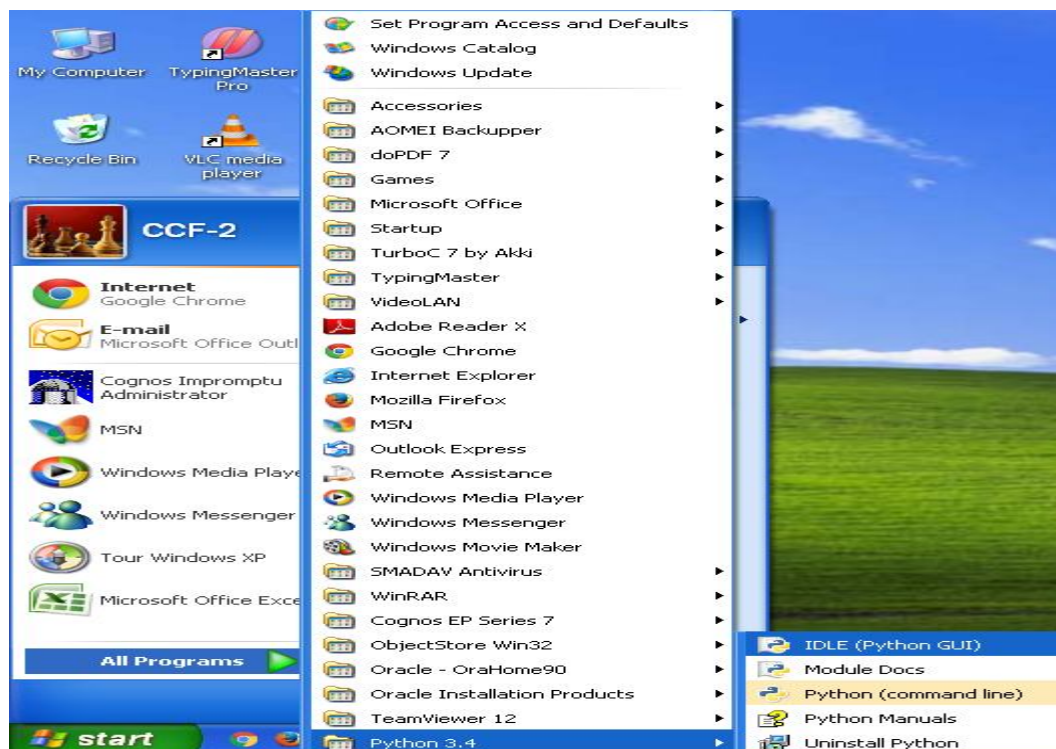 My Computer
TypingMaster
Pro
Recycle Bin
VLC media
player
CCF-2
Internet
Google Chrome
E-mail
Microsoft Office Outl
Cognos Impromptu
Administrator
MSN
Windows Media Playe
Windows Messenger
Tour Windows XP
Microsoft Office Exce
All Programs
start
Set Program Access and Defaults
Windows Catalog
Windows Update
Accessories
AOMEI Backupper
doPDF 7
Games
Microsoft Office
Startup
TurboC 7 by Akki
TypingMaster
VideoLAN
Adobe Reader X
Google Chrome
Internet Explorer
Mozilla Firefox
MSN
Outlook Express
Remote Assistance
Windows Media Player
Windows Messenger
Windows Movie Maker
SMADAV Antivirus
WinRAR
Cognos EP Series 7
ObjectStore Win32
Oracle - OraHome90
Oracle Installation Products
TeamViewer 12
Python 3.4
IDLE (Python GUI)
Module Docs
Python (command line)
Python Manuals
Uninstall Python